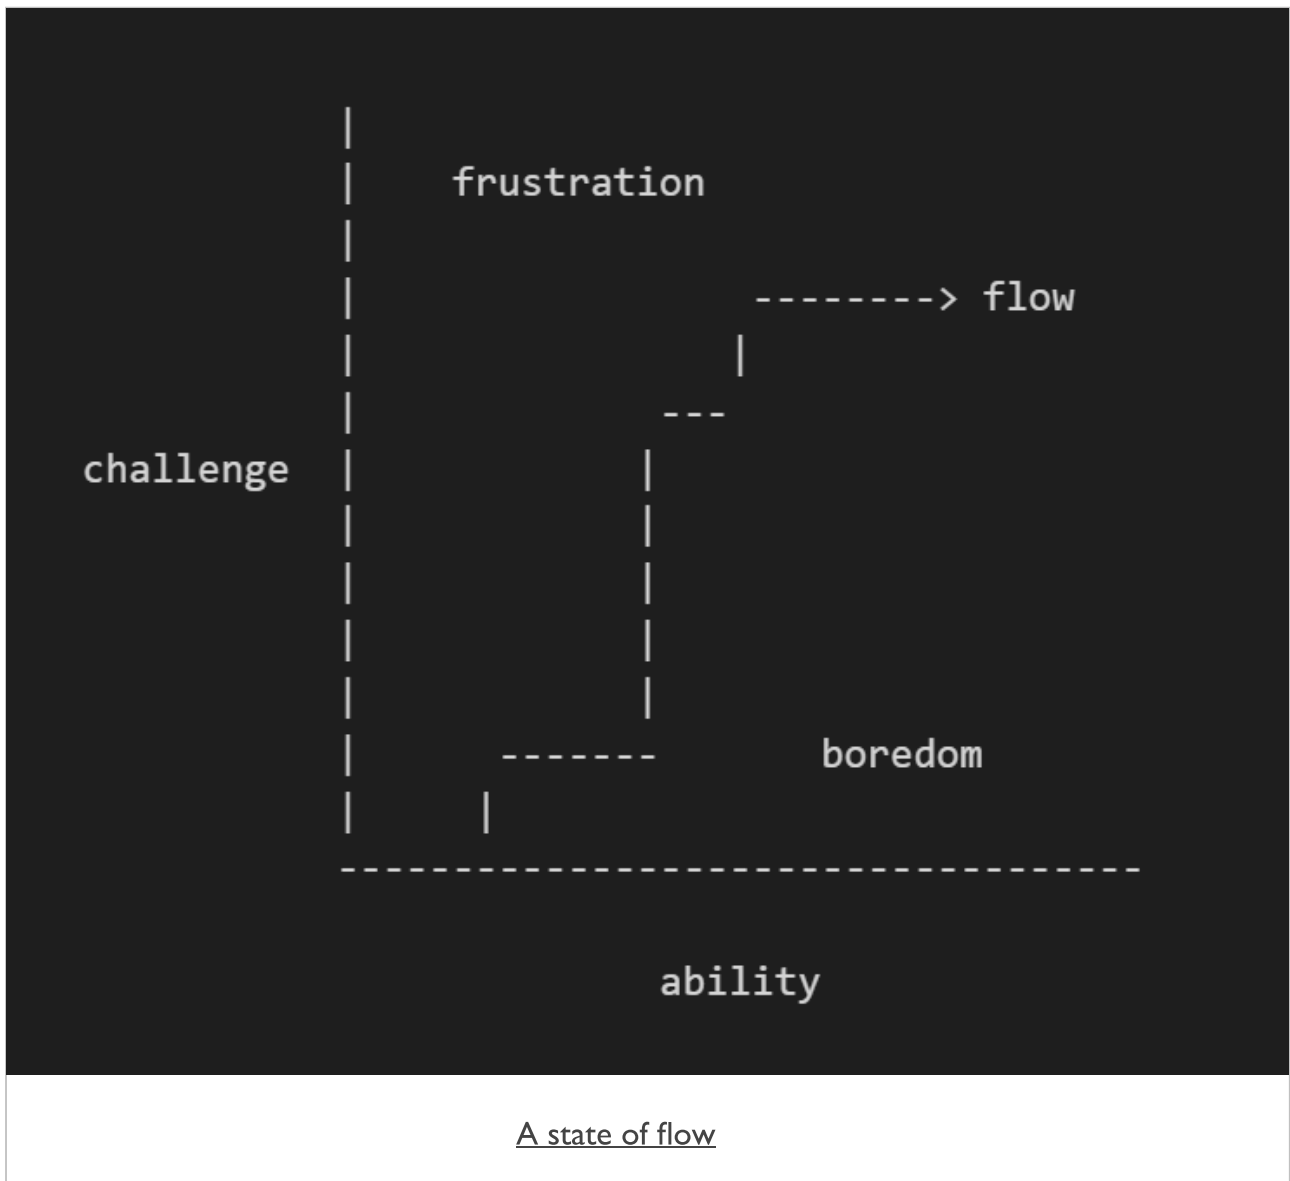 frustration
--------> flow
---
challenge
------- boredom
-----------------------------------
ability
A state of flow